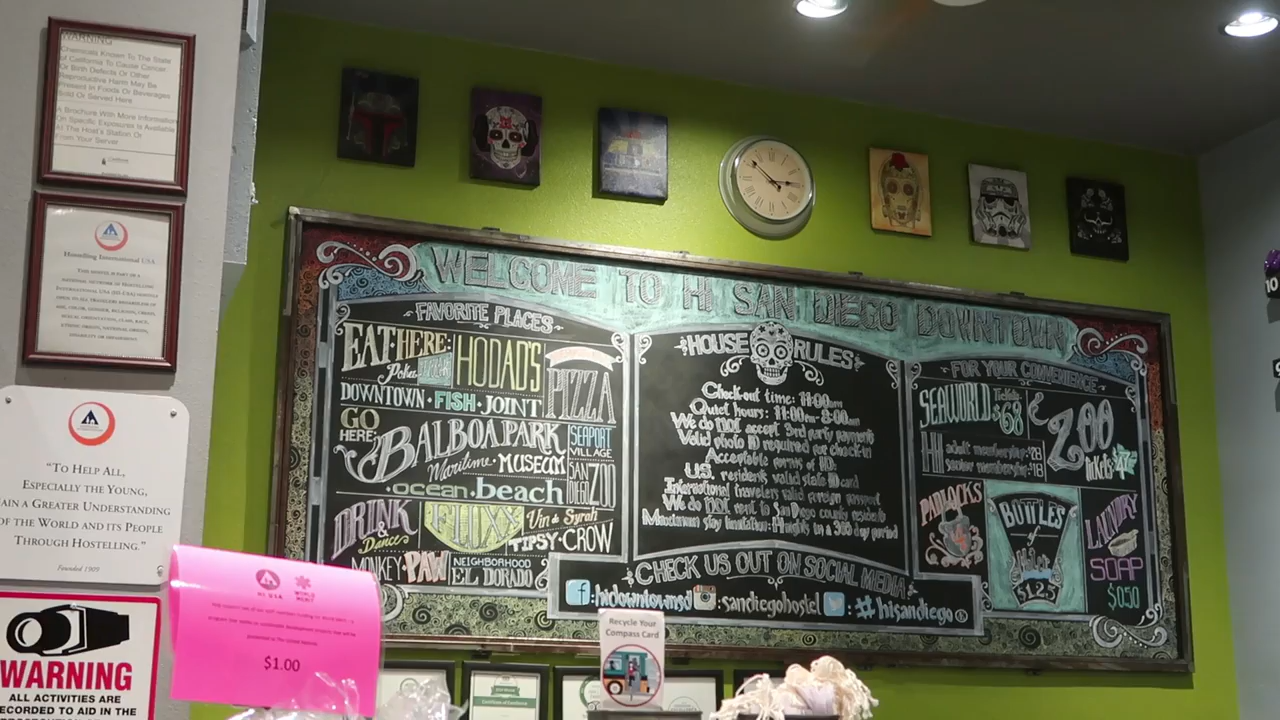 WARNING
Chemicals Known To The State
of California To Cause Cancer,
Or Birth Defects Or Other
Reproductive Harm May Be
Present In Foods Or Beverages
Sold Or Served Here
A Brochure With More Information
On Specific Exposures Is Available
At The Host's Station Or
From Your Server
Hostelling International USA
"TO HELP ALL,
ESPECIALLY THE YOUNG,
AIN A GREATER UNDERSTANDING
OF THE WORLD AND ITS PEOPLE
THROUGH HOSTELLING."
Founded 1909
WARNING
ALL ACTIVITIES ARE
ECORDED TO AID IN THE
HI USA
$1.00
WELCOME TO HI SAN DIEGO DOWNTOWN
FAVORITE PLACES
EAT HERE:
HODAD'S
PIZZA
DOWNTOWN · FISH · JOINT
GO HERE:
BALBOA PARK
SEAPORT VILLAGE
Maritime · MUSEUM
SAN DIEGO ZOO
ocean.beach
DRINK & Dance
FLUXX
Vin de Syrah
TIPSY·CROW
MONKEY·PAW
NEIGHBORHOOD
EL DORADO
HOUSE RULES
Check-out time: 11:00am
Quiet hours: 11:00pm-8:00am
We do NOT accept 3rd party payments
Valid photo ID required for check-in
Acceptable forms of ID:
U.S. residents valid state ID card
International travelers valid foreign passport
We do NOT rent to San Diego county residents
Maximum stay limitation: 14 nights in a 365 day period
CHECK US OUT ON SOCIAL MEDIA
f : hidowntownsd
: sandiegohostel
: #hisandiego
FOR YOUR CONVENIENCE
SEAWORLD Tickets $68
ZOO tickets $47
HI adult membership $28
senior membership $18
PADLOCKS
BOTTLES of Water $1.25
LAUNDRY SOAP $0.50
Recycle Your
Compass Card
Certificate of Excellence
10